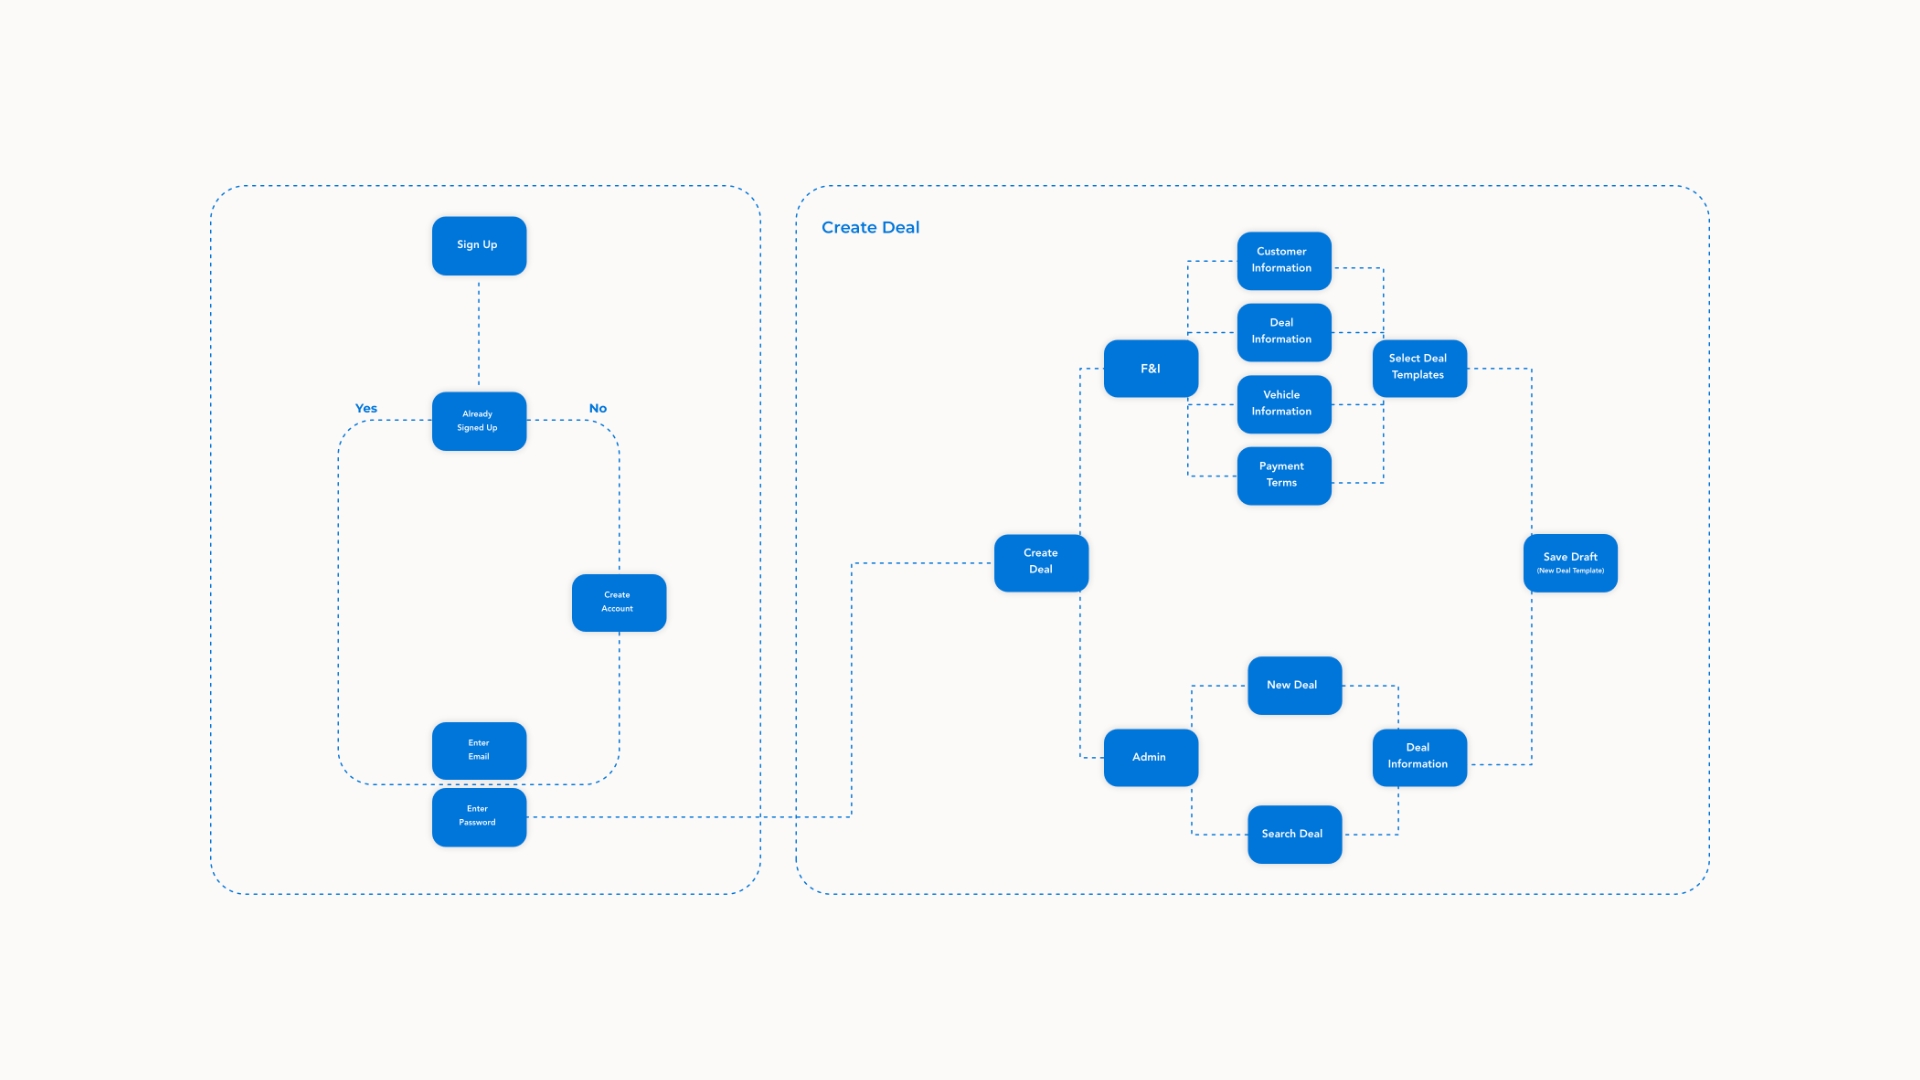 Sign Up
Already
Signed Up
Yes
No
Create
Account
Enter
Email
Enter
Password
Create Deal
Create
Deal
F&I
Customer
Information
Deal
Information
Vehicle
Information
Payment
Terms
Select Deal
Templates
Save Draft
(New Deal Template)
Admin
New Deal
Search Deal
Deal
Information